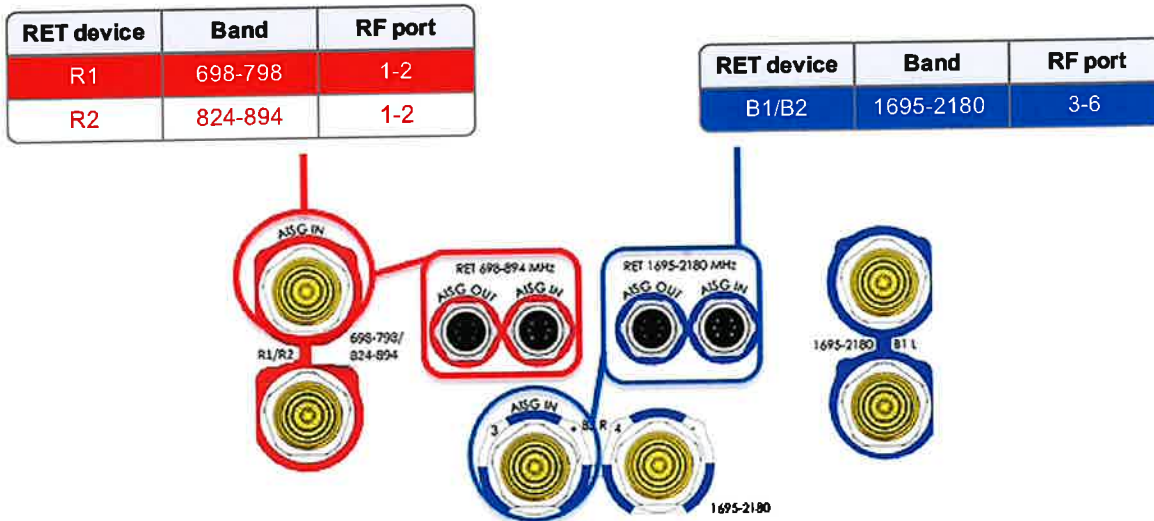 RET device Band RF port
R1 698-798 1-2
R2 824-894 1-2
RET device Band RF port
B1/B2 1695-2180 3-6
AISG IN
R1/R2
698-798/
824-894
RET 698-894 MHz
AISG OUT AISG IN
RET 1695-2180 MHz
AISG OUT AISG IN
AISG IN
3 R 4
1695-2180
1695-2180 B1 L